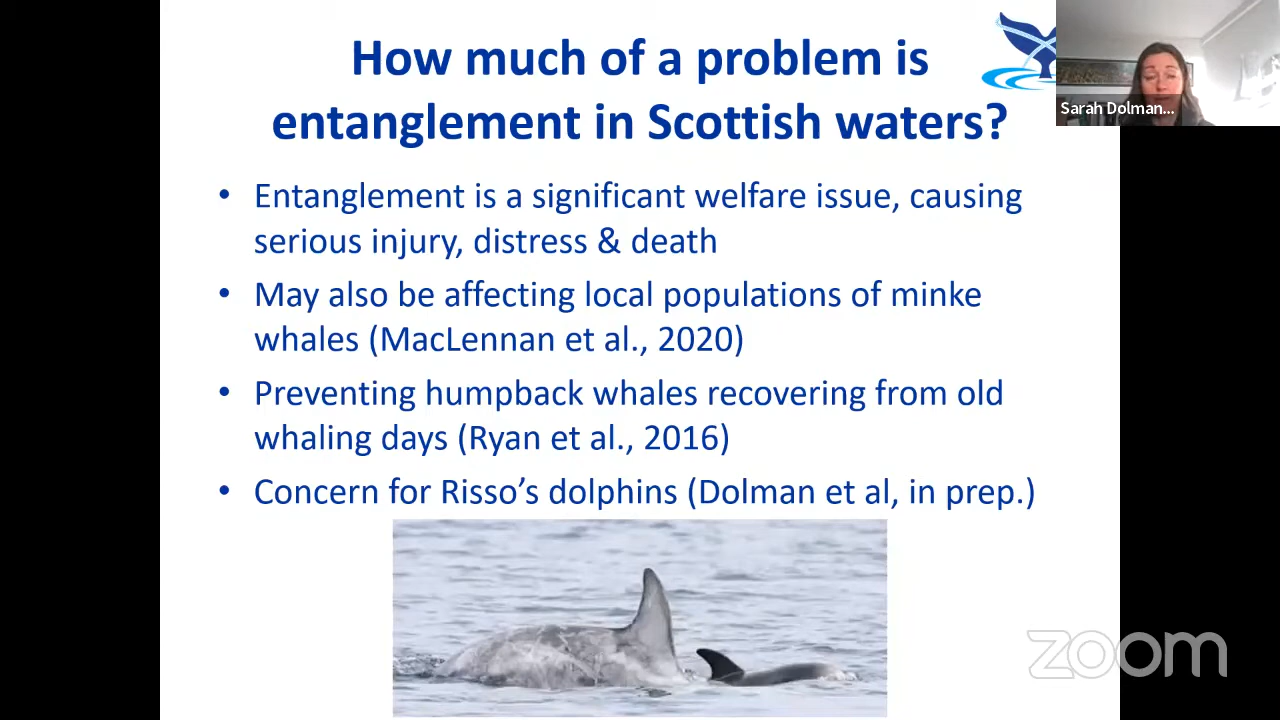 How much of a problem is
entanglement in Scottish waters?
Sarah Dolman...
• Entanglement is a significant welfare issue, causing
serious injury, distress & death
• May also be affecting local populations of minke
whales (MacLennan et al., 2020)
• Preventing humpback whales recovering from old
whaling days (Ryan et al., 2016)
• Concern for Risso’s dolphins (Dolman et al, in prep.)
zoom